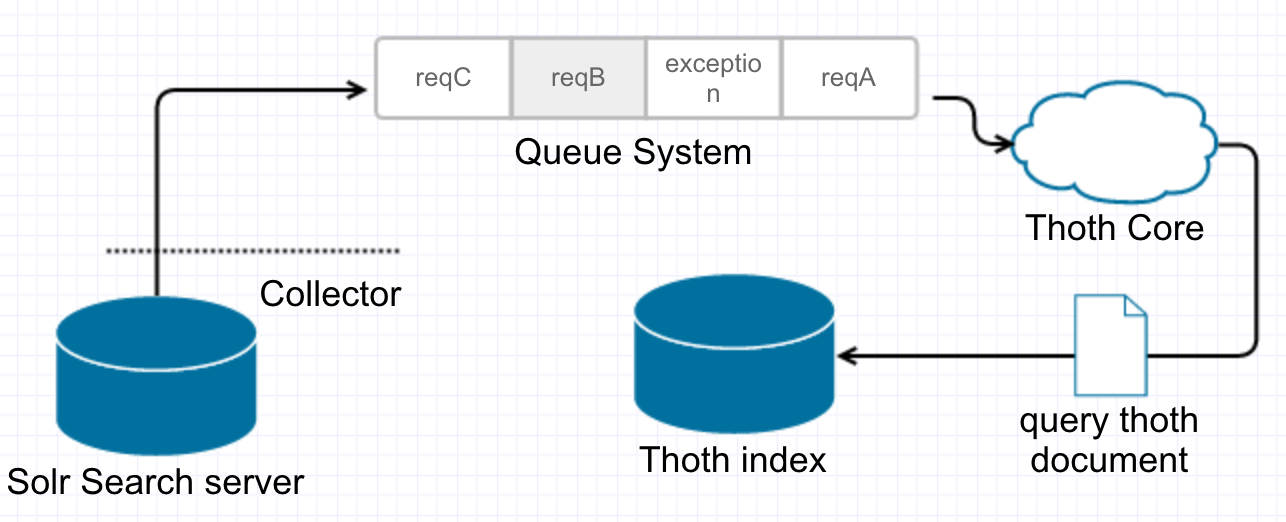 reqC
reqB
exceptio
n
reqA
Queue System
Thoth Core
Collector
Solr Search server
Thoth index
query thoth
document